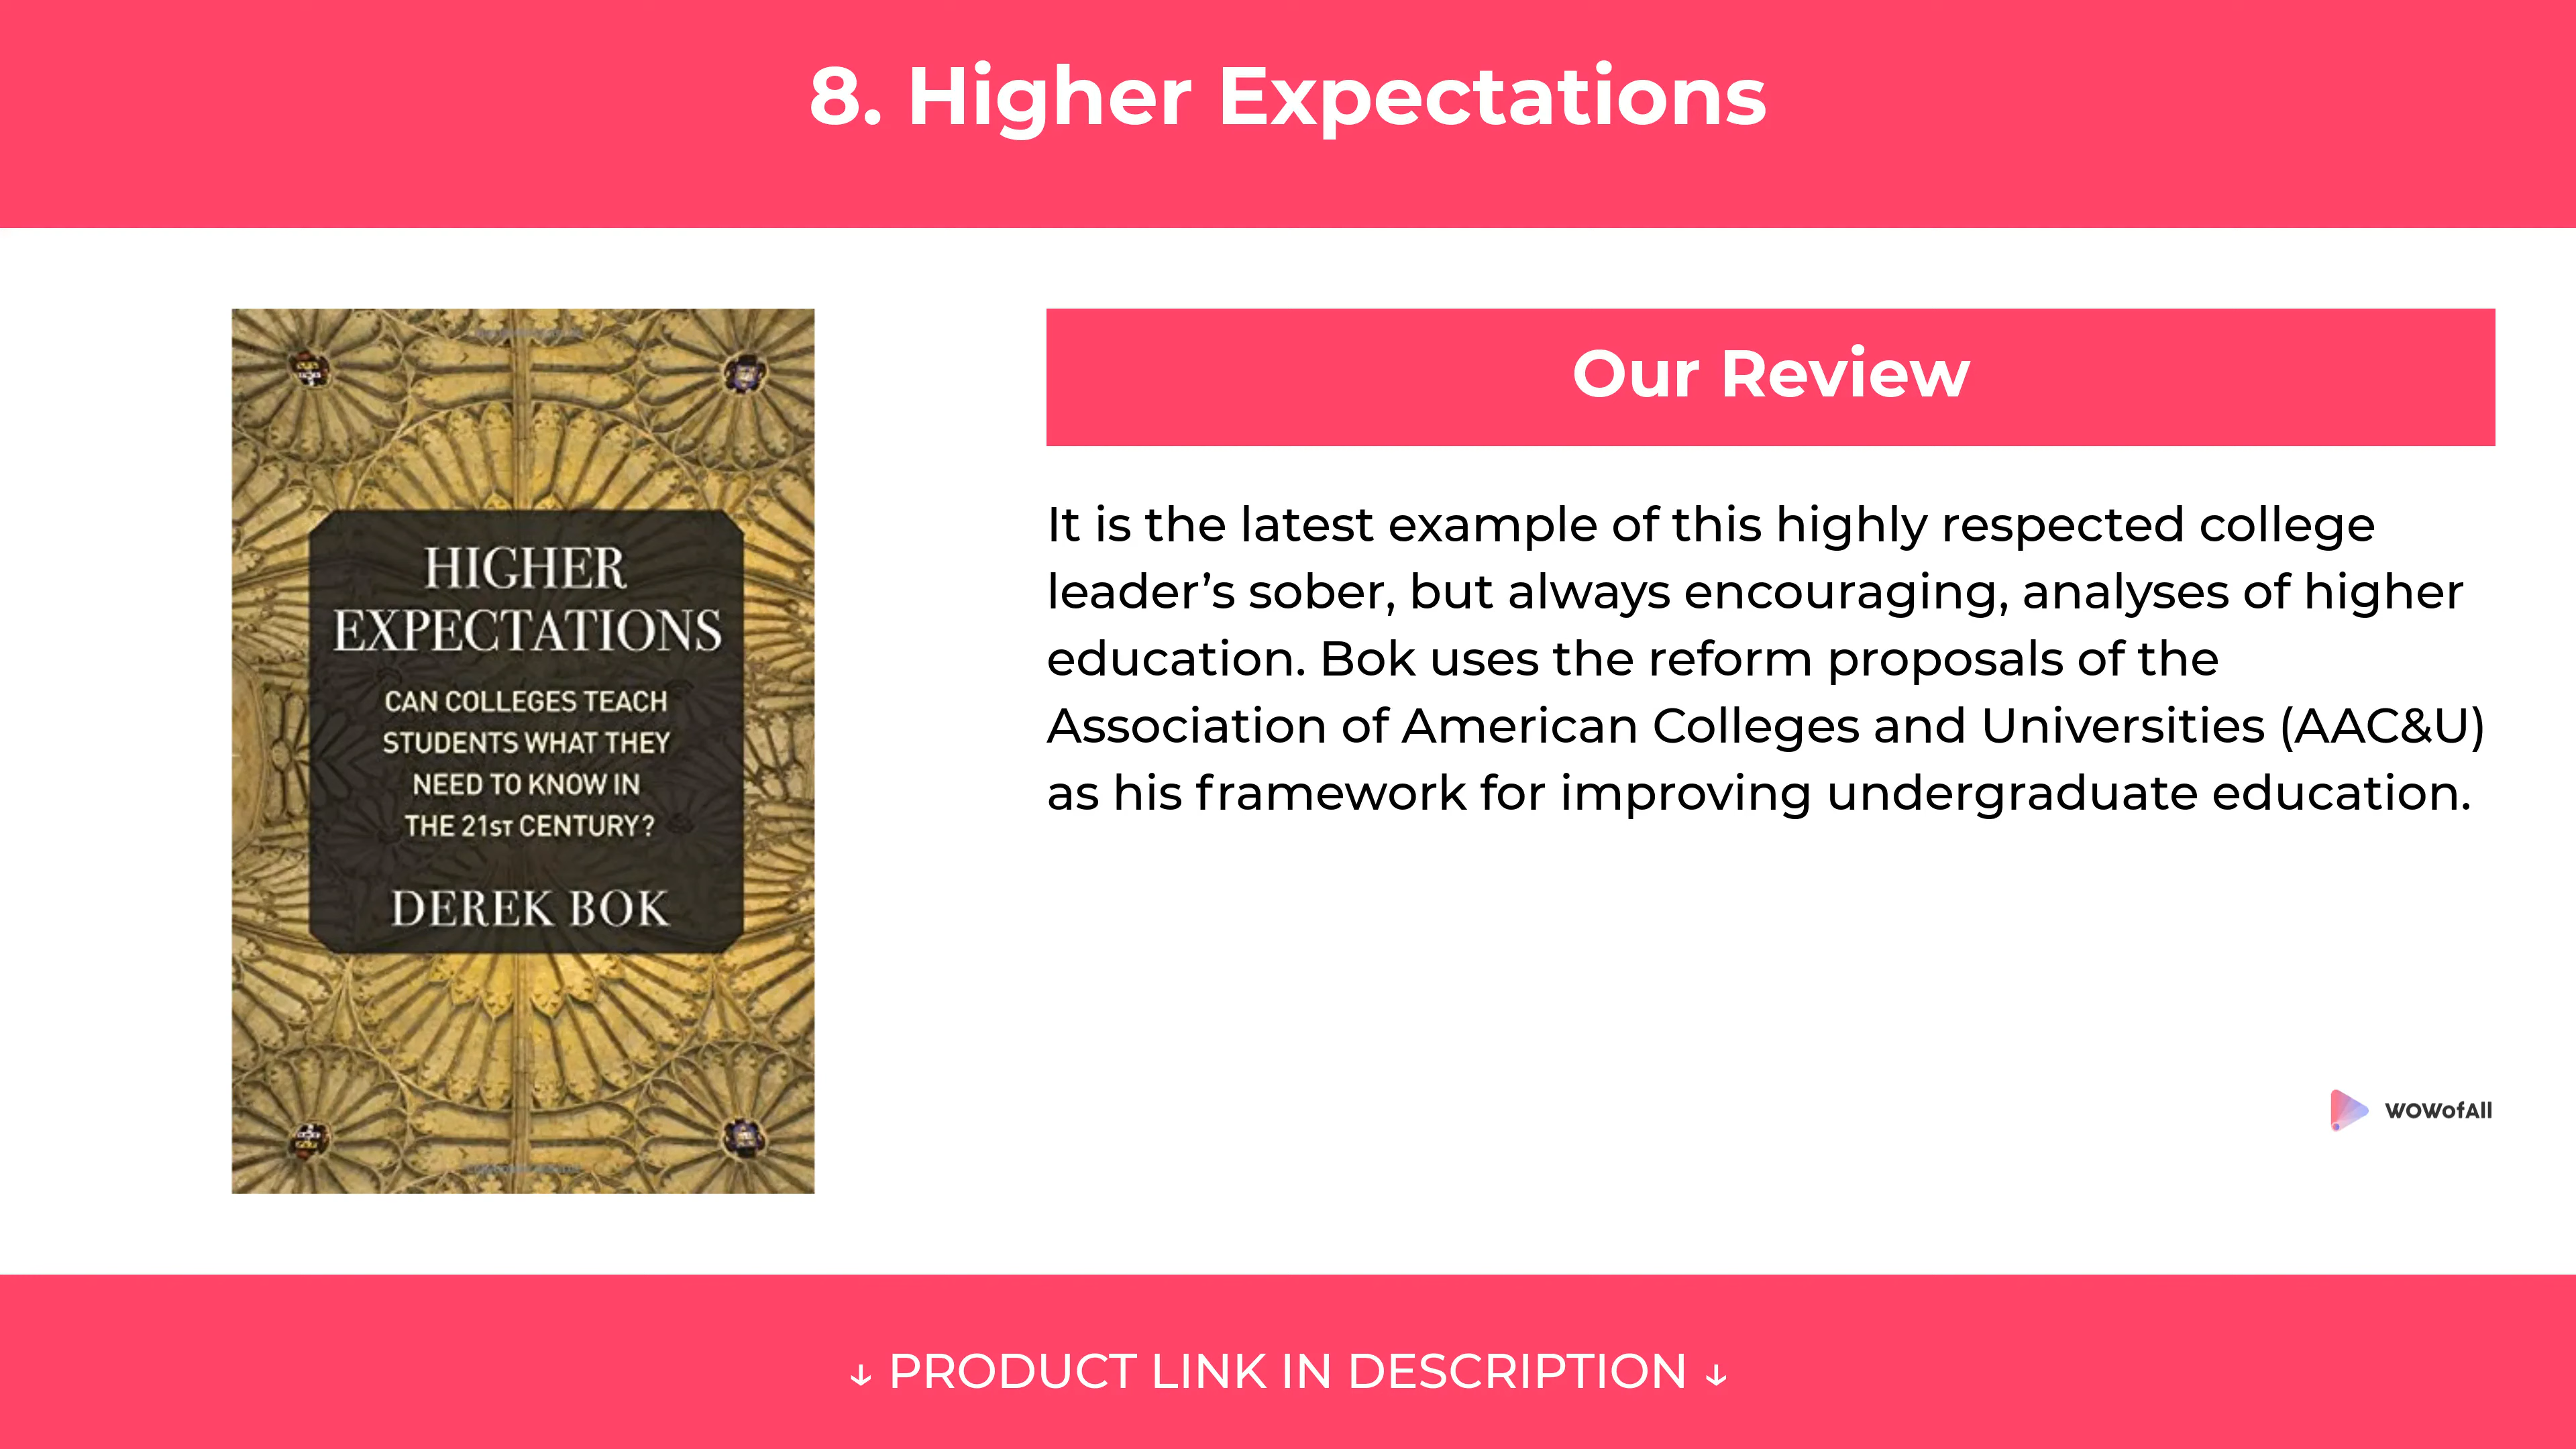 8. Higher Expectations
HIGHER
EXPECTATIONS
CAN COLLEGES TEACH
STUDENTS WHAT THEY
NEED TO KNOW IN
THE 21ST CENTURY?
DEREK BOK
Our Review
It is the latest example of this highly respected college
leader’s sober, but always encouraging, analyses of higher
education. Bok uses the reform proposals of the
Association of American Colleges and Universities (AAC&U)
as his framework for improving undergraduate education.
WOWofAll
↓ PRODUCT LINK IN DESCRIPTION ↓